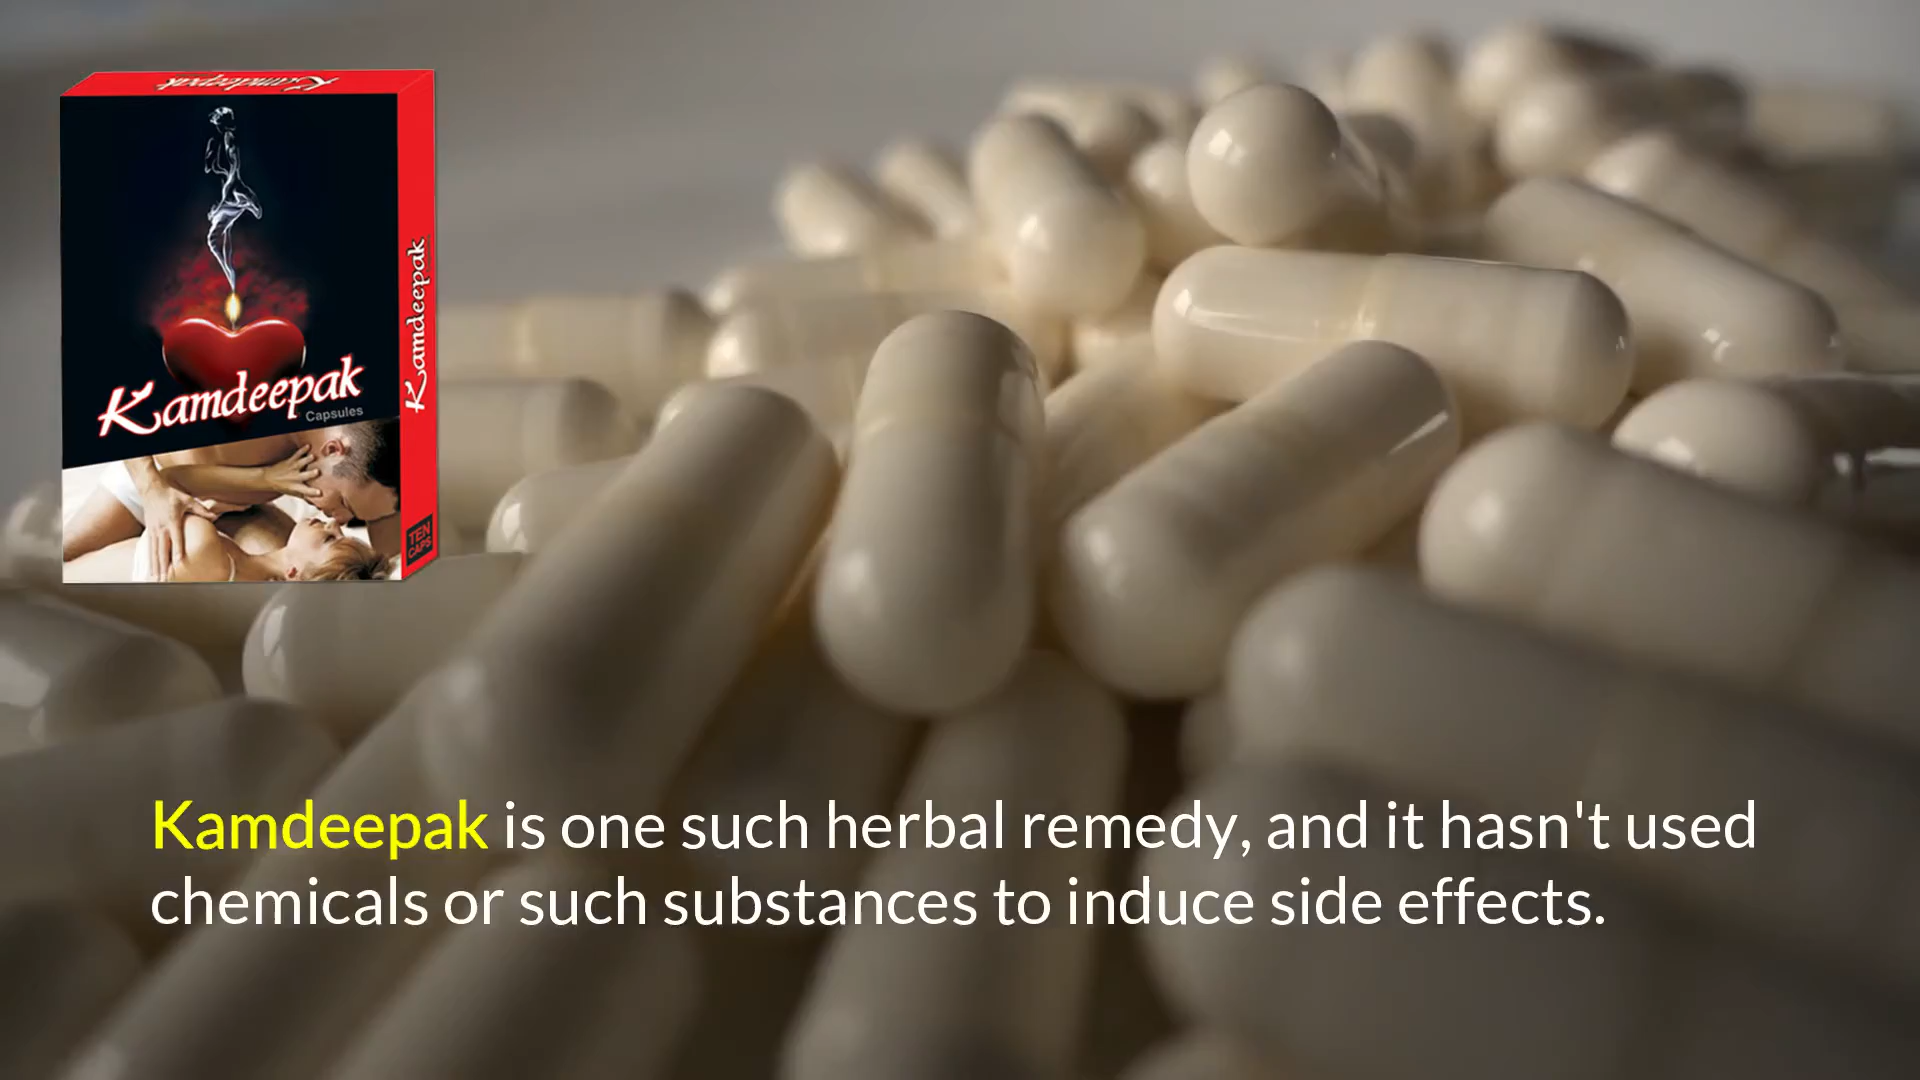 Kamdeepak
Kamdeepak
Capsules
Kamdeepak
TEN
CAPS
Kamdeepak is one such herbal remedy, and it hasn't used
chemicals or such substances to induce side effects.